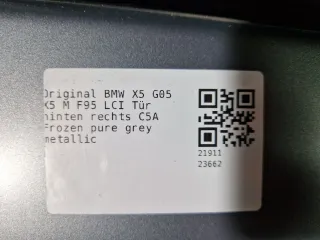 Original BMW X5 G05
X5 M F95 LCI Tür
hinten rechts C5A
Frozen pure grey
metallic
21911
23662